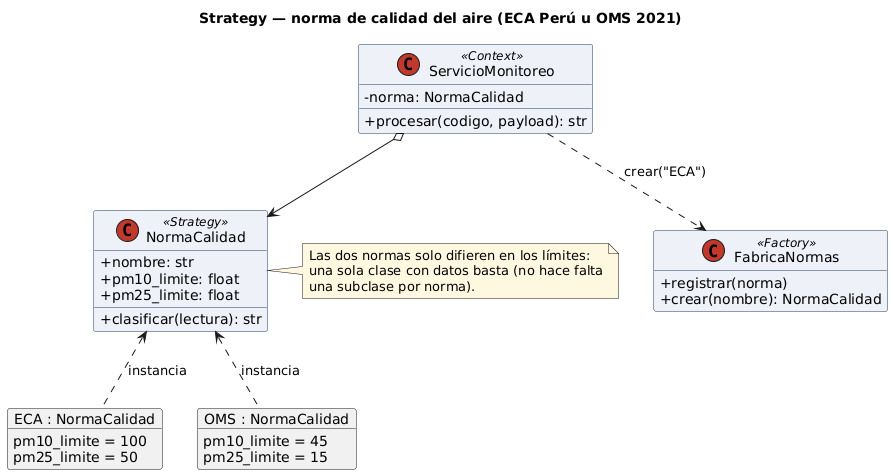 Strategy — norma de calidad del aire (ECA Perú u OMS 2021)
C
«Context»
ServicioMonitoreo
-norma: NormaCalidad
+procesar(codigo, payload): str
crear("ECA")
C
«Strategy»
NormaCalidad
+nombre: str
+pm10_limite: float
+pm25_limite: float
+clasificar(lectura): str
Las dos normas solo difieren en los límites:
una sola clase con datos basta (no hace falta
una subclase por norma).
C
«Factory»
FabricaNormas
+registrar(norma)
+crear(nombre): NormaCalidad
instancia
instancia
ECA : NormaCalidad
pm10_limite = 100
pm25_limite = 50
OMS : NormaCalidad
pm10_limite = 45
pm25_limite = 15